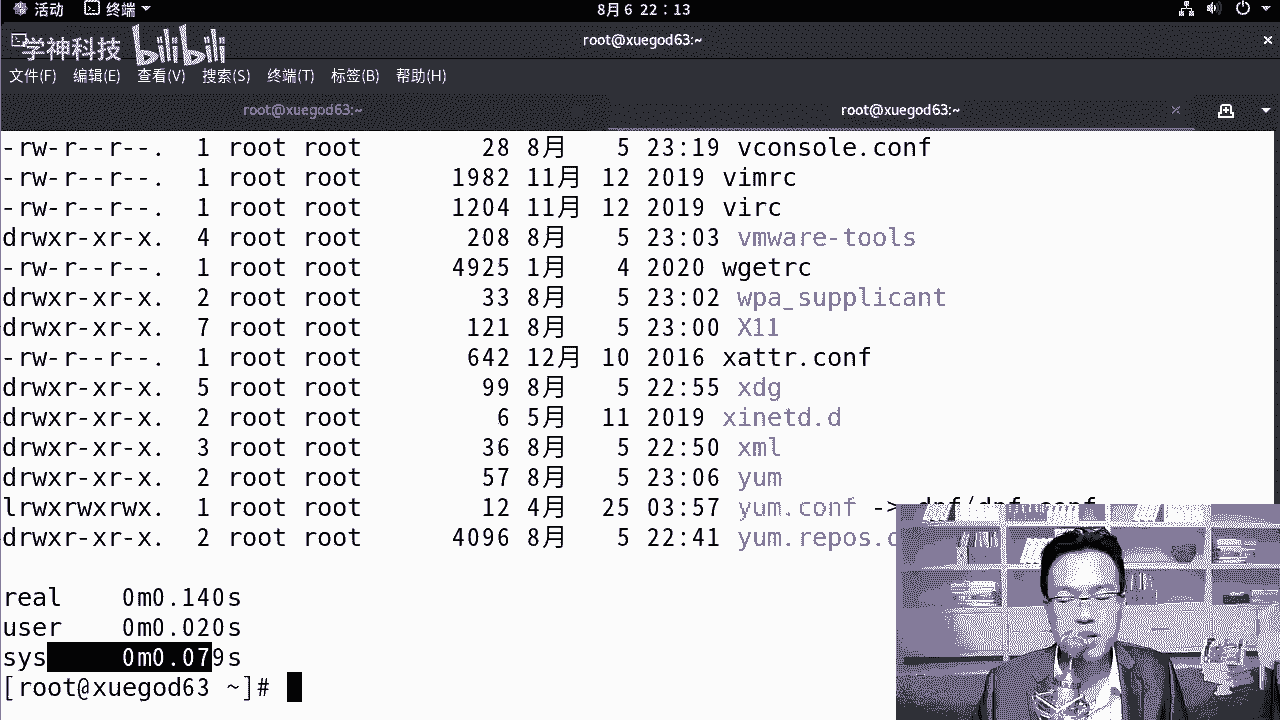 活动 终端 8月6 22：13
学神科技 bilibili root@xuegod63:~ ×
文件(F) 编辑(E) 查看(V) 搜索(S) 终端(T) 标签(B) 帮助(H)
root@xuegod63:~ root@xuegod63:~ ×
-rw-r--r--.  1 root root        28 8月   5 23:19 vconsole.conf
-rw-r--r--.  1 root root      1982 11月 12 2019 vimrc
-rw-r--r--.  1 root root      1204 11月 12 2019 virc
drwxr-xr-x.  4 root root       208 8月   5 23:03 vmware-tools
-rw-r--r--.  1 root root      4925 1月   4 2020 wgetrc
drwxr-xr-x.  2 root root        33 8月   5 23:02 wpa_supplicant
drwxr-xr-x.  7 root root       121 8月   5 23:00 X11
-rw-r--r--.  1 root root       642 12月 10 2016 xattr.conf
drwxr-xr-x.  5 root root        99 8月   5 22:55 xdg
drwxr-xr-x.  2 root root         6 5月  11 2019 xinetd.d
drwxr-xr-x.  3 root root        36 8月   5 22:50 xml
drwxr-xr-x.  2 root root        57 8月   5 23:06 yum
lrwxrwxrwx.  1 root root        12 4月  25 03:57 yum.conf -> dnf/dnf.conf
drwxr-xr-x.  2 root root      4096 8月   5 22:41 yum.repos.d
real    0m0.140s
user    0m0.020s
sys     0m0.079s
[root@xuegod63 ~]#